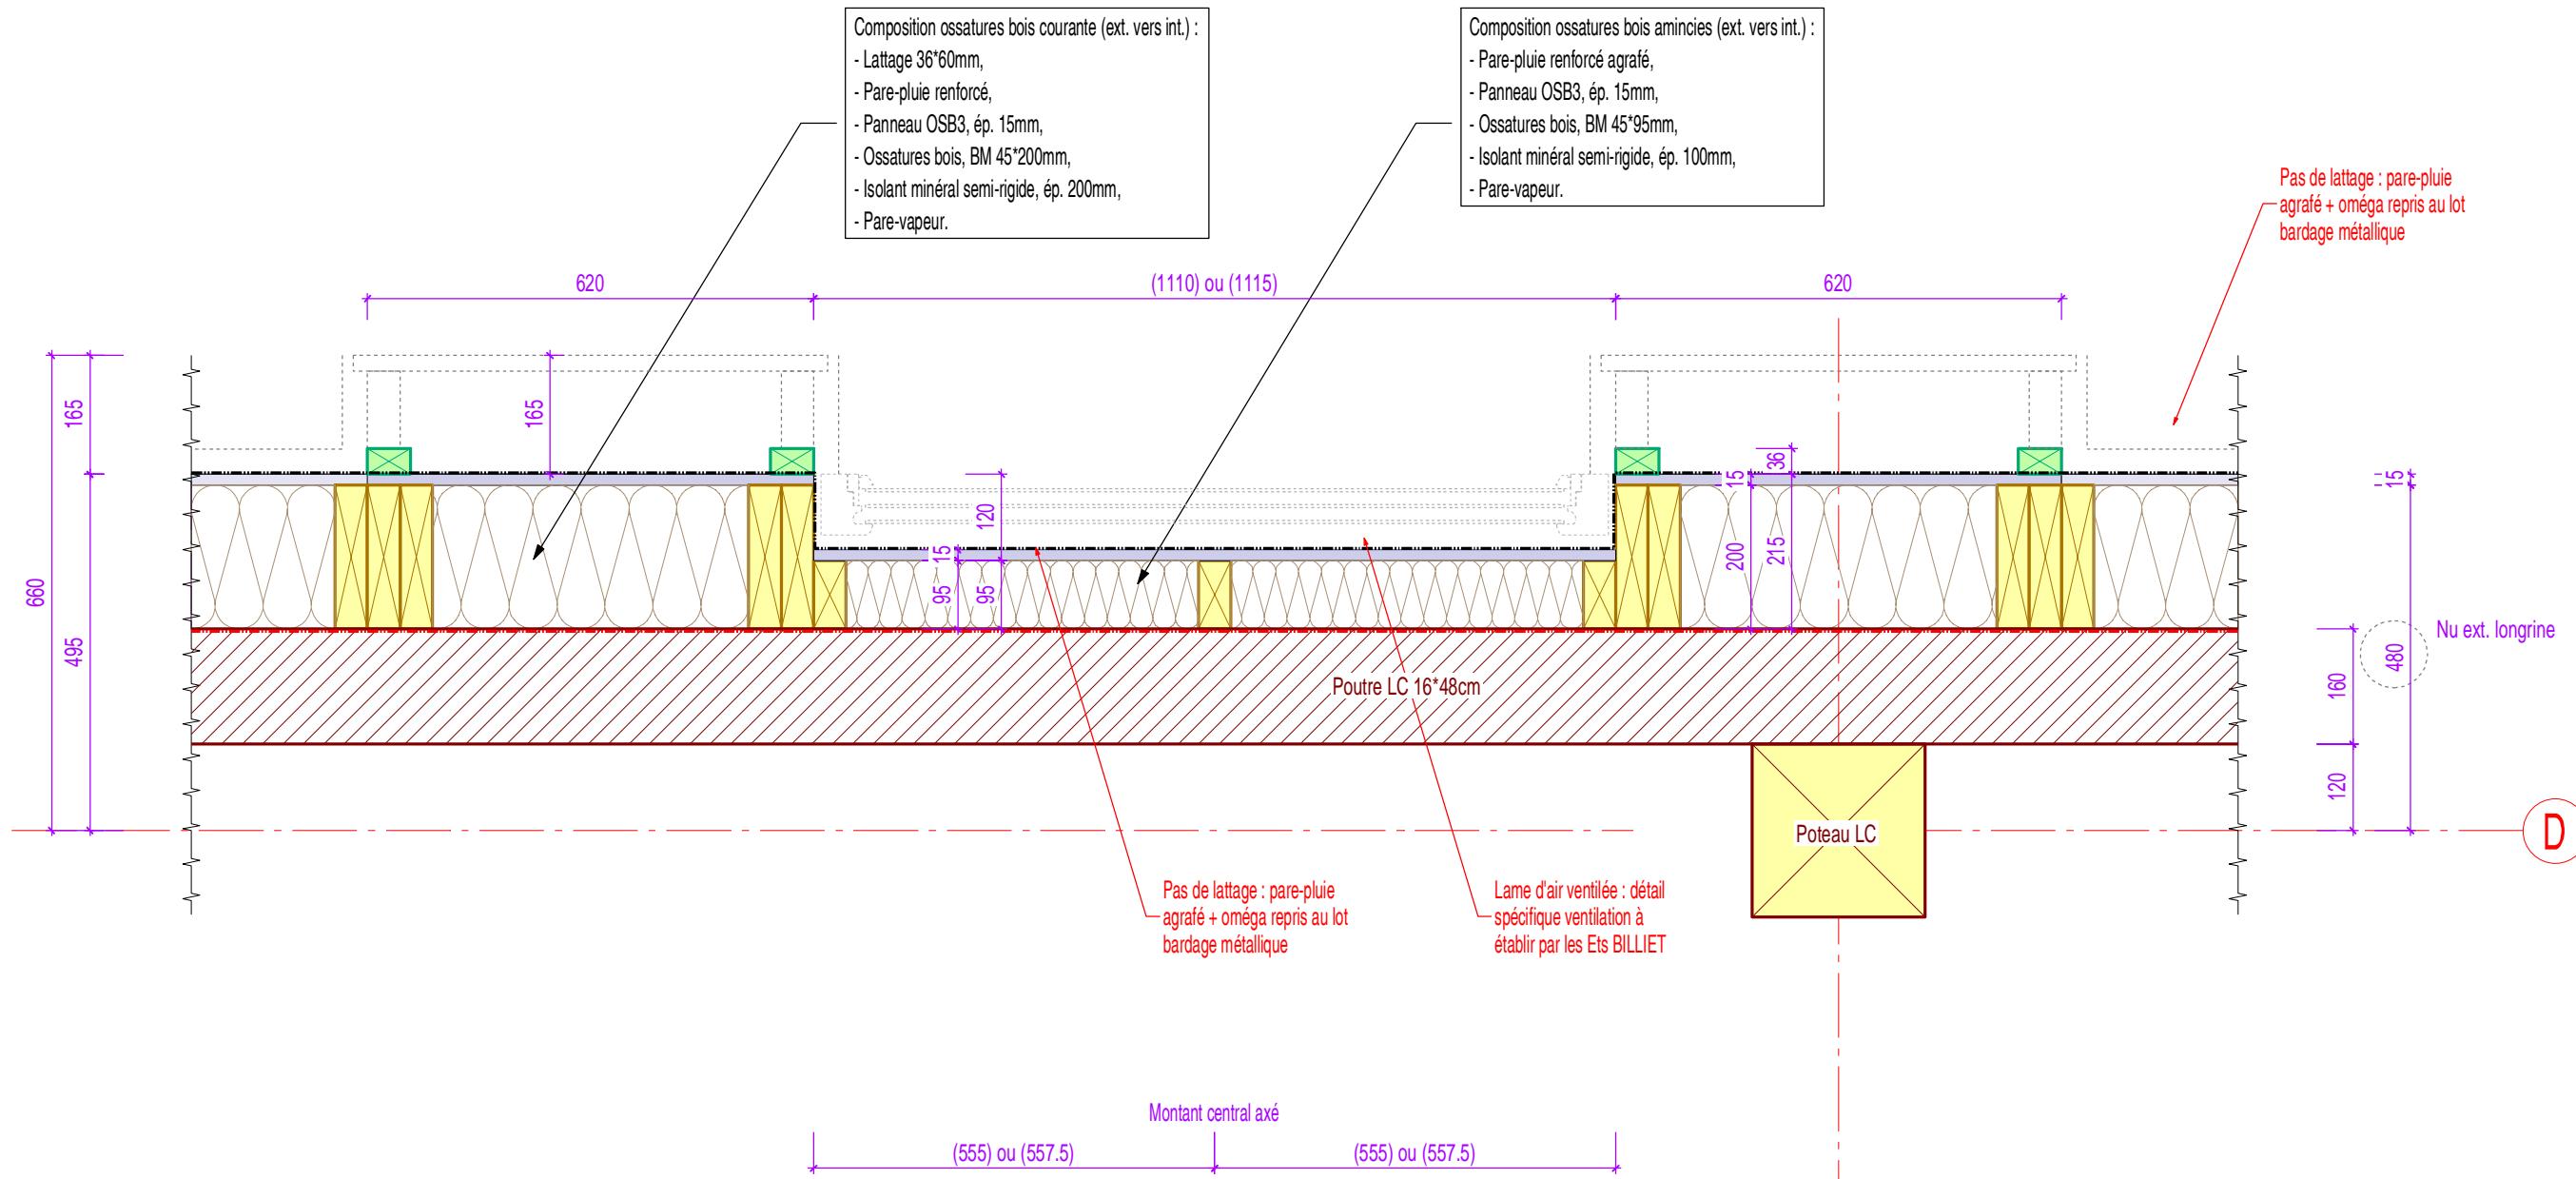 Composition ossatures bois courante (ext. vers int.) :
- Lattage 36*60mm,
- Pare-pluie renforcé,
- Panneau OSB3, ép. 15mm,
- Ossatures bois, BM 45*200mm,
- Isolant minéral semi-rigide, ép. 200mm,
- Pare-vapeur.
Composition ossatures bois amincies (ext. vers int.) :
- Pare-pluie renforcé agrafé,
- Panneau OSB3, ép. 15mm,
- Ossatures bois, BM 45*95mm,
- Isolant minéral semi-rigide, ép. 100mm,
- Pare-vapeur.
Pas de lattage : pare-pluie
agrafé + oméga repris au lot
bardage métallique
620
(1110) ou (1115)
620
660
165
495
165
120
15
95
95
36
15
200
215
15
480
160
120
Nu ext. longrine
Poutre LC 16*48cm
Poteau LC
D
Pas de lattage : pare-pluie
agrafé + oméga repris au lot
bardage métallique
Lame d'air ventilée : détail
spécifique ventilation à
établir par les Ets BILLIET
Montant central axé
(555) ou (557.5)
(555) ou (557.5)